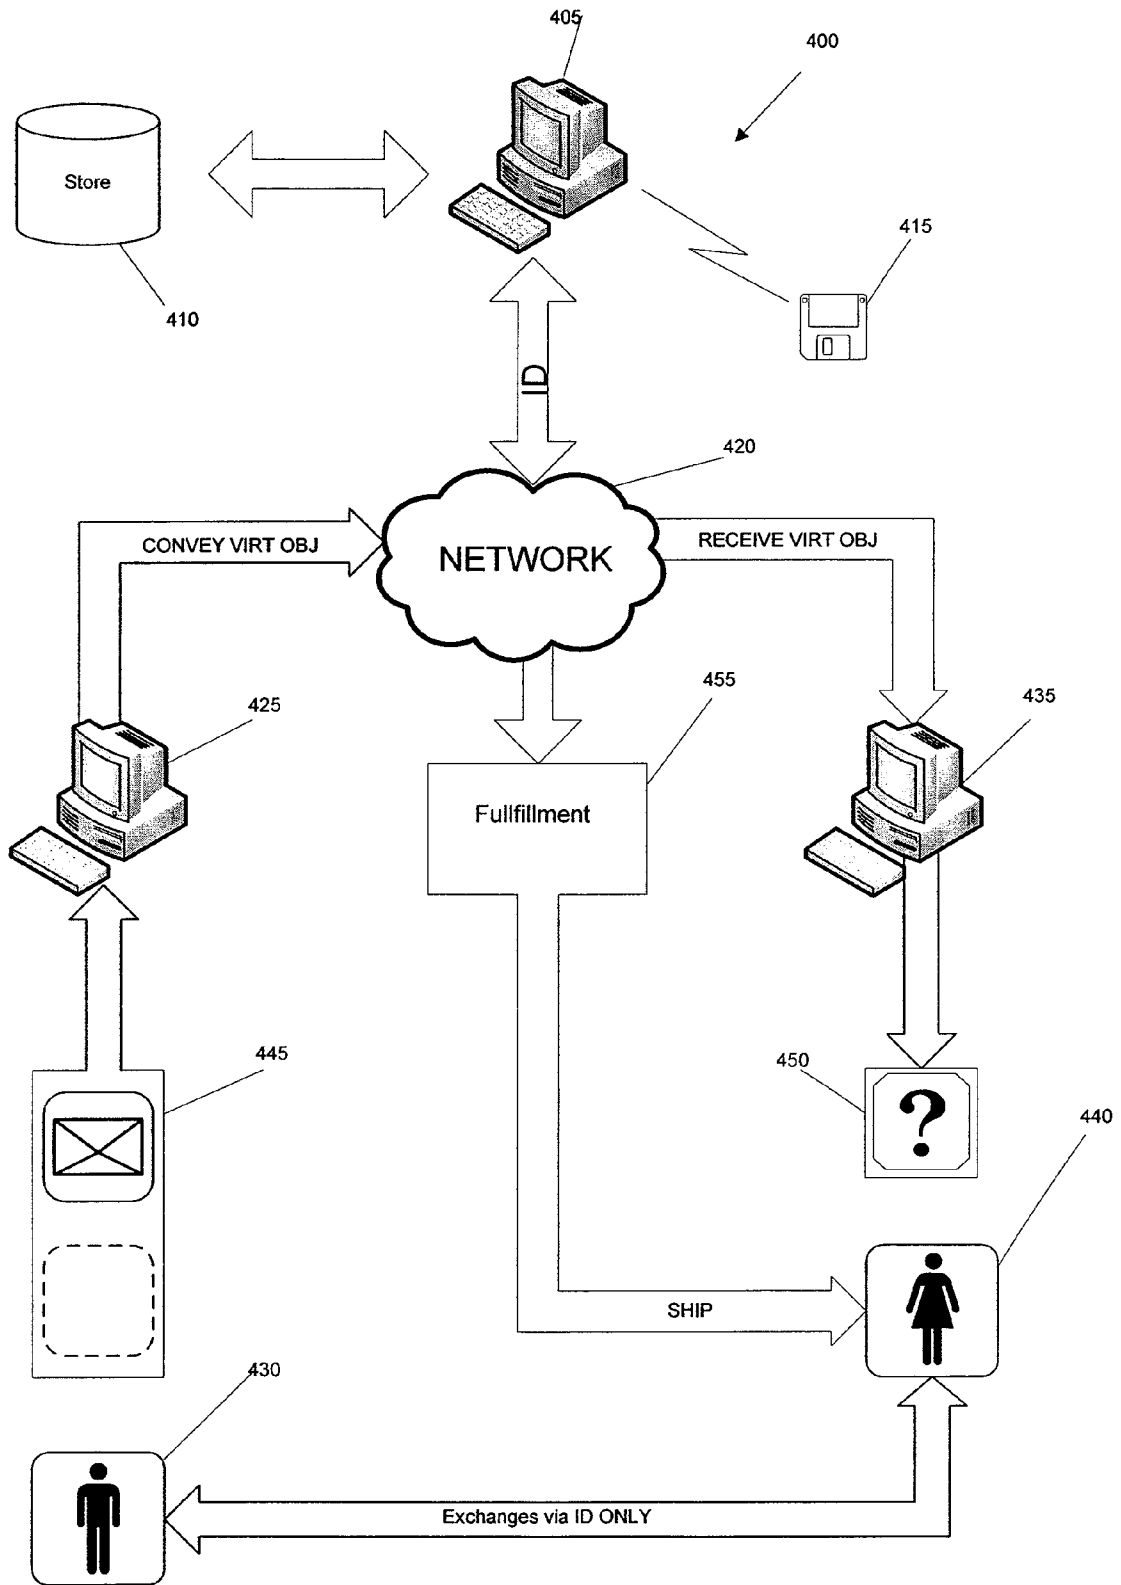 405
400
Store
415
410
ID
420
CONVEY VIRT OBJ
NETWORK
RECEIVE VIRT OBJ
455
435
425
Fullfillment
445
450
?
440
SHIP
430
Exchanges via ID ONLY